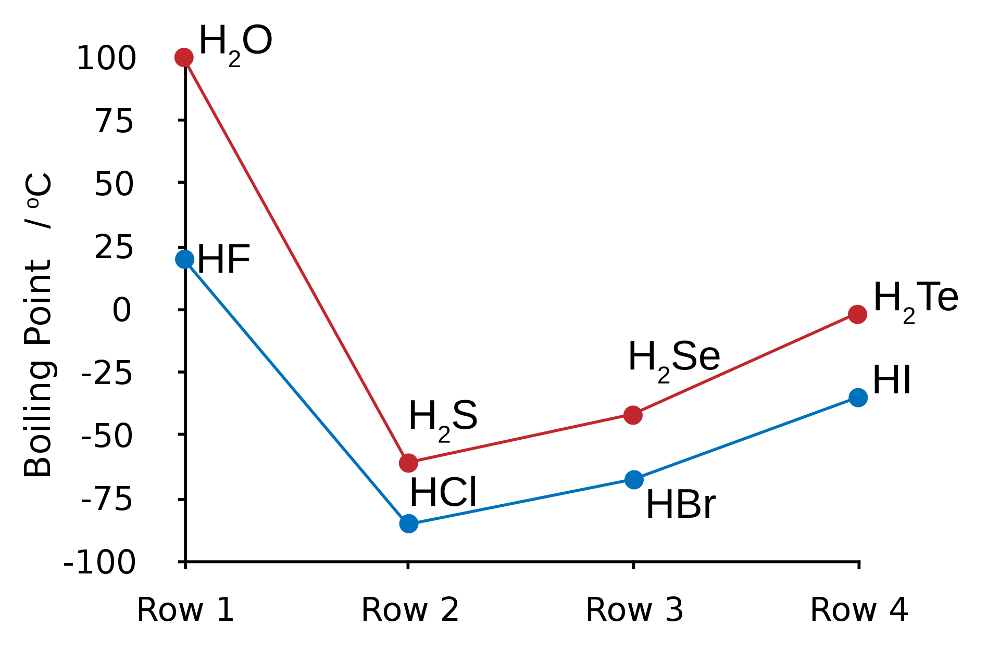 H₂O
100
75
50
25
HF
0
-25
-50
-75
-100
Boiling Point / ºC
H₂S
HCl
H₂Se
HBr
H₂Te
HI
Row 1
Row 2
Row 3
Row 4